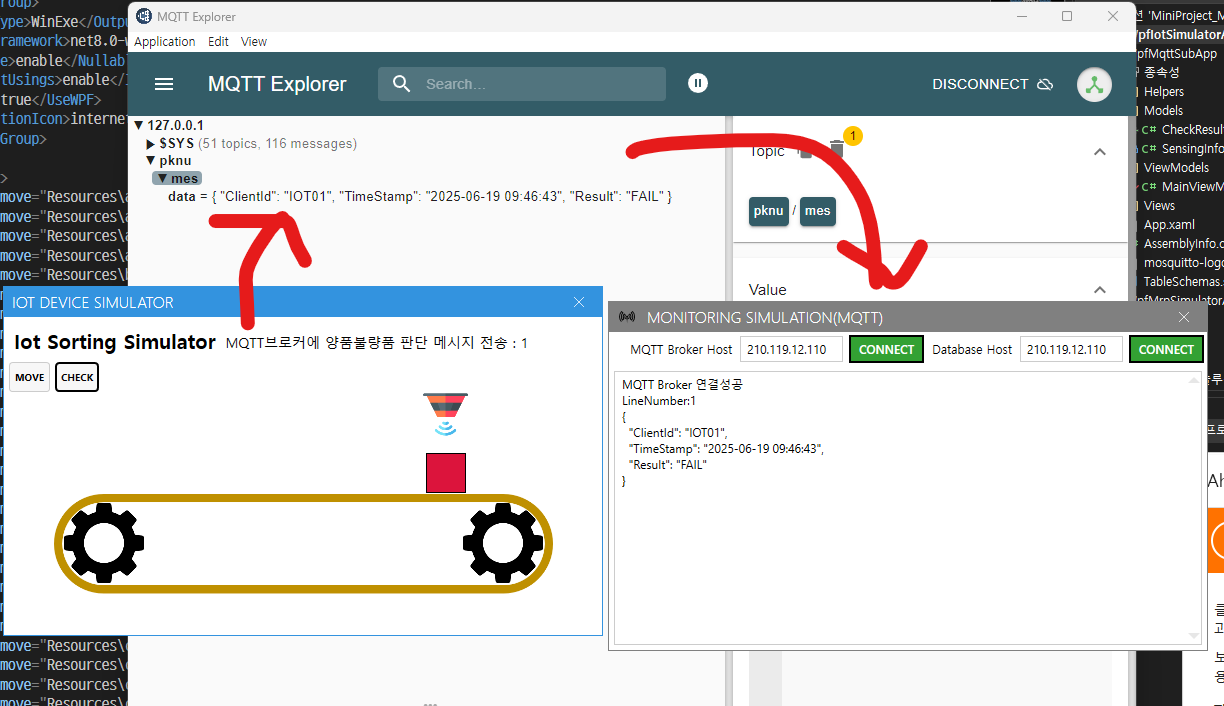 roup>
ype>WinExe</Outpu
ramework>net8.0-w
e>enable</Nullabl
tUsings>enable</I
true</UseWPF>
tionIcon>internet
Group>
>
move="Resources\a
move="Resources\a
move="Resources\a
move="Resources\a
move="Resources\b
MQTT Explorer
Application Edit View
MQTT Explorer
Search...
DISCONNECT
▼ 127.0.0.1
▶ $SYS (51 topics, 116 messages)
▼ pknu
▼ mes
data = { "ClientId": "IOT01", "TimeStamp": "2025-06-19 09:46:43", "Result": "FAIL" }
Topic
1
pknu / mes
Value
IOT DEVICE SIMULATOR
Iot Sorting Simulator MQTT브로커에 양품불량품 판단 메시지 전송 : 1
MOVE CHECK
MONITORING SIMULATION(MQTT)
MQTT Broker Host 210.119.12.110 CONNECT Database Host 210.119.12.110 CONNECT
MQTT Broker 연결성공
LineNumber:1
{
"ClientId": "IOT01",
"TimeStamp": "2025-06-19 09:46:43",
"Result": "FAIL"
}
'MiniProject_M
pfIotSimulatorA
pfMqttSubApp
종속성
Helpers
Models
C# CheckResul
C# SensingInfo
ViewModels
C# MainViewM
Views
App.xaml
AssemblyInfo.c
mosquitto-logo
TableSchemas.s
pfMrpSimulatorA
move="Resources\
move="Resources\
move="Resources\
move="Resources\